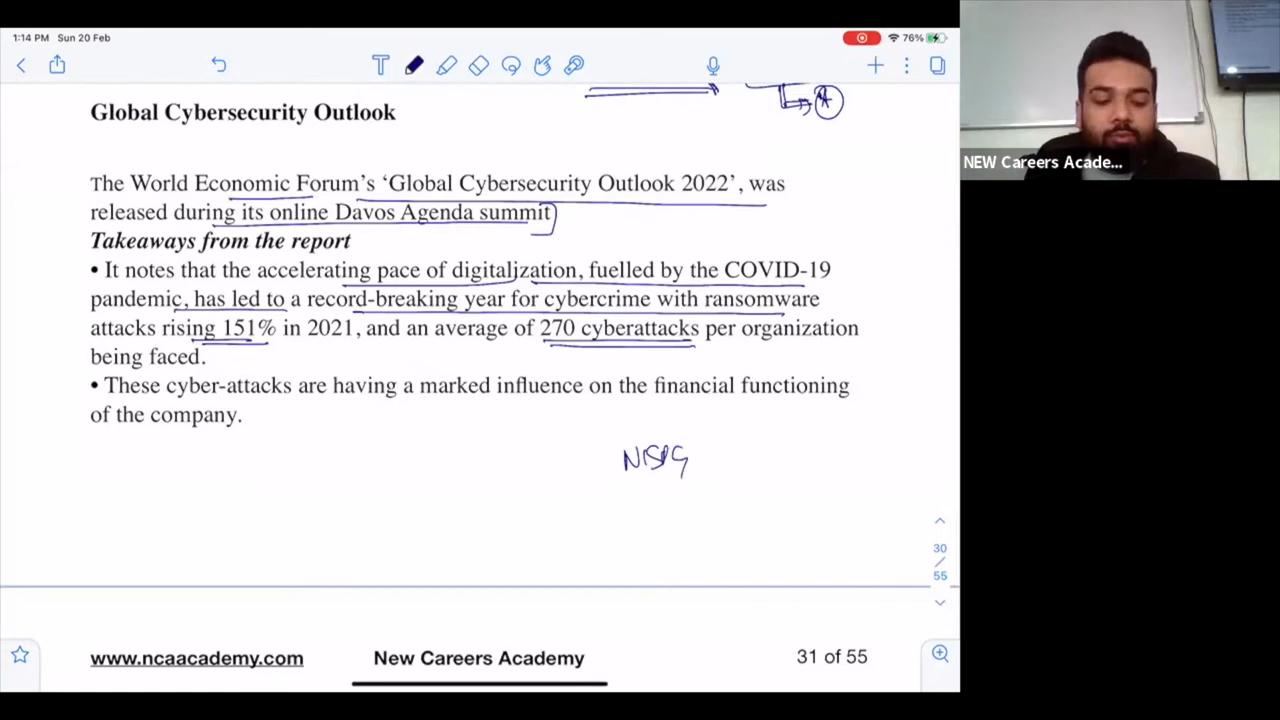 1:14 PM Sun 20 Feb
76%
Global Cybersecurity Outlook
The World Economic Forum's ‘Global Cybersecurity Outlook 2022’, was
released during its online Davos Agenda summit
Takeaways from the report
• It notes that the accelerating pace of digitalization, fuelled by the COVID-19
pandemic, has led to a record-breaking year for cybercrime with ransomware
attacks rising 151% in 2021, and an average of 270 cyberattacks per organization
being faced.
• These cyber-attacks are having a marked influence on the financial functioning
of the company.
30
/
55
www.ncaacademy.com New Careers Academy 31 of 55
NEW Careers Acade...